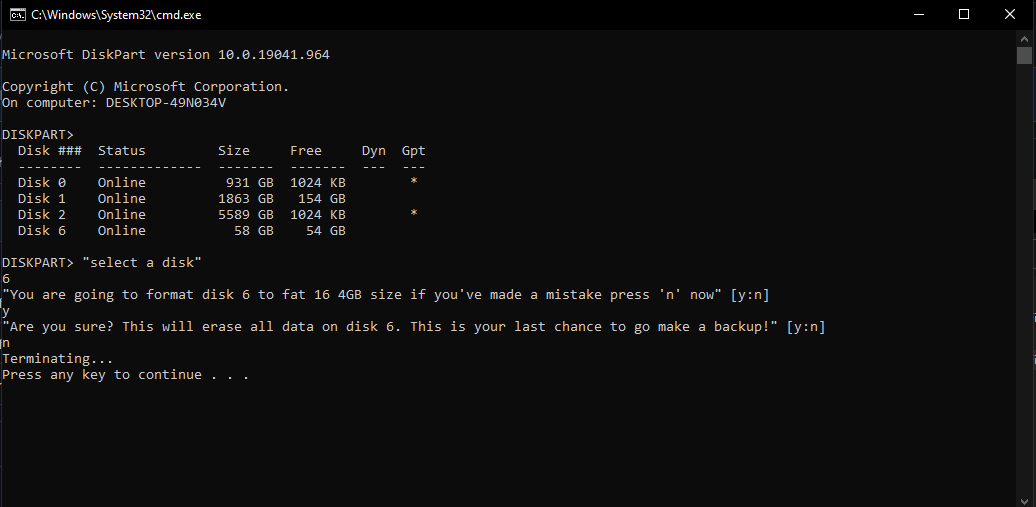 C:\Windows\System32\cmd.exe
Microsoft DiskPart version 10.0.19041.964
Copyright (C) Microsoft Corporation.
On computer: DESKTOP-49N034V
DISKPART>
  Disk ###  Status         Size     Free     Dyn  Gpt
  --------  -------------  -------  -------  ---  ---
  Disk 0    Online          931 GB  1024 KB        *
  Disk 1    Online         1863 GB   154 GB
  Disk 2    Online         5589 GB  1024 KB        *
  Disk 6    Online           58 GB    54 GB
DISKPART> "select a disk"
6
"You are going to format disk 6 to fat 16 4GB size if you've made a mistake press 'n' now" [y:n]
y
"Are you sure? This will erase all data on disk 6. This is your last chance to go make a backup!" [y:n]
n
Terminating...
Press any key to continue . . .